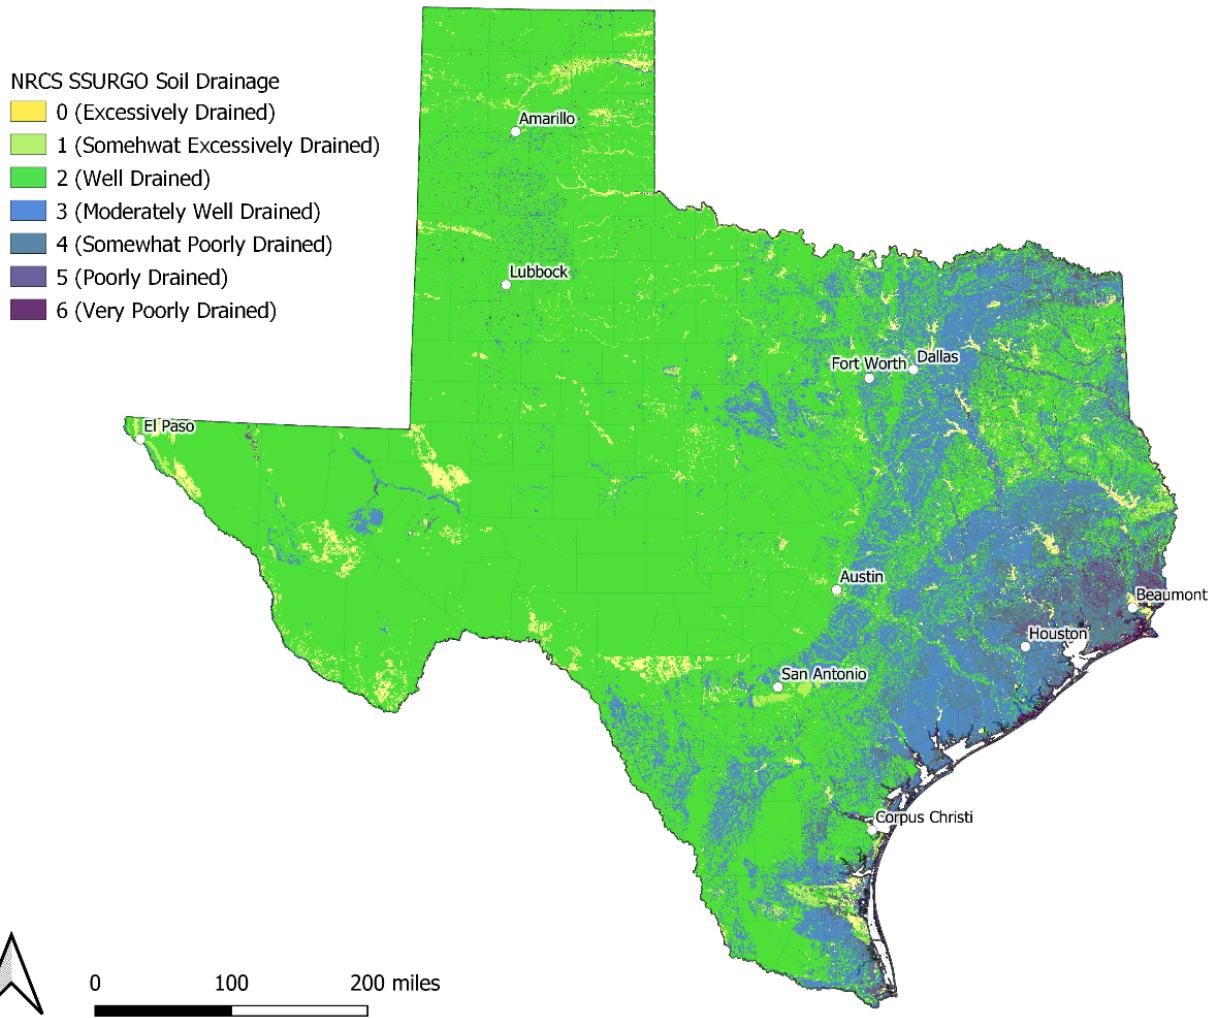 NRCS SSURGO Soil Drainage
0 (Excessively Drained)
1 (Somehwat Excessively Drained)
2 (Well Drained)
3 (Moderately Well Drained)
4 (Somewhat Poorly Drained)
5 (Poorly Drained)
6 (Very Poorly Drained)
Amarillo
Lubbock
Fort Worth
Dallas
El Paso
Austin
Beaumont
Houston
San Antonio
Corpus Christi
0 100 200 miles